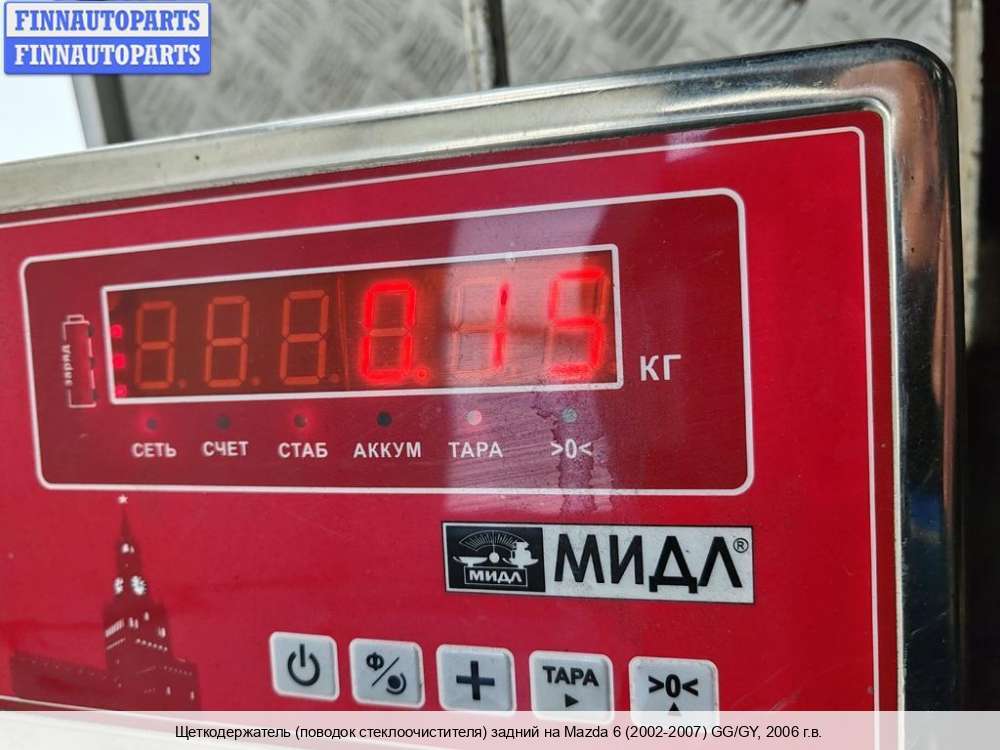 FINNAUTOPARTS
FINNAUTOPARTS
заряд
0.15
КГ
СЕТЬ СЧЕТ СТАБ АККУМ ТАРА >0<
МИДЛ МИДЛ®
Ф ТАРА >0<
Щеткодержатель (поводок стеклоочистителя) задний на Mazda 6 (2002-2007) GG/GY, 2006 г.в.